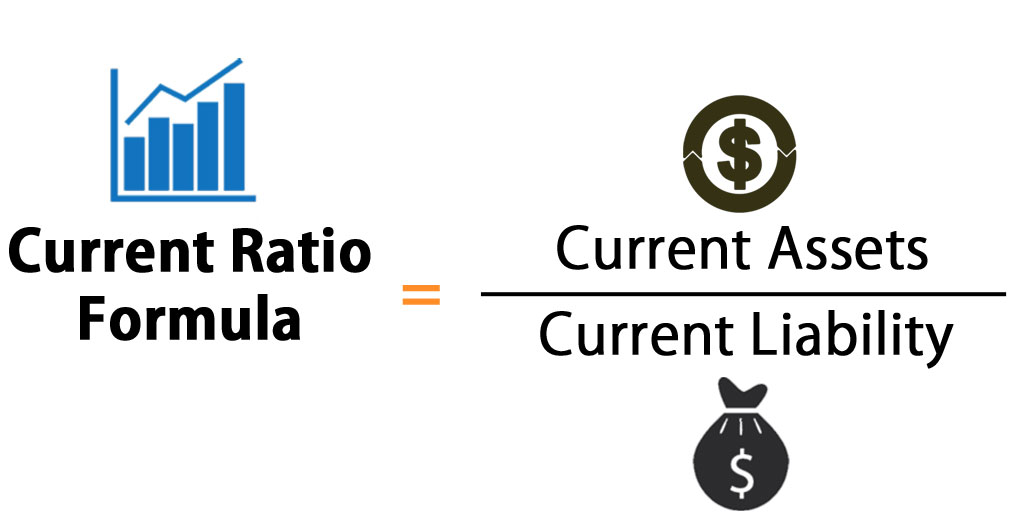 Current Ratio
Formula
=
Current Assets
Current Liability
$
$